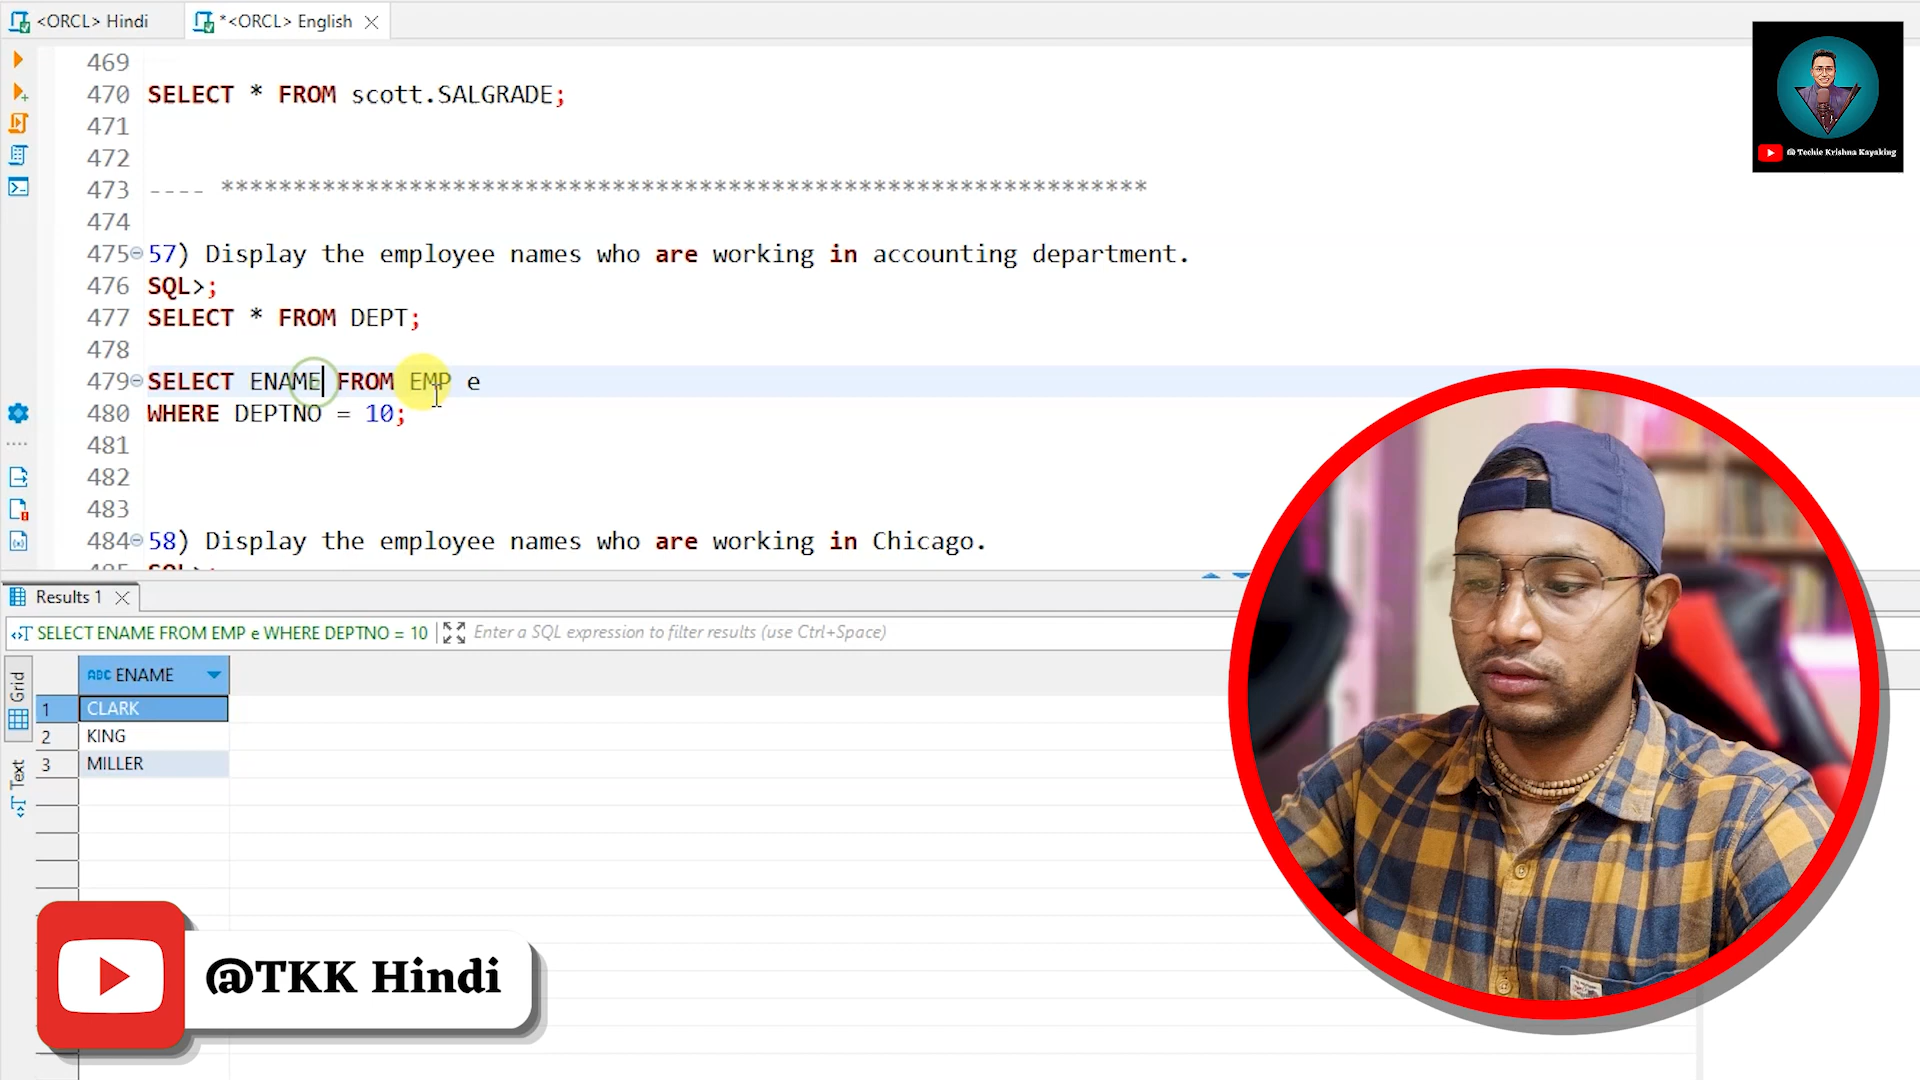 <ORCL> Hindi
*<ORCL> English
469
470 SELECT * FROM scott.SALGRADE;
471
472
473 ---- ****************************************************************
474
475 57) Display the employee names who are working in accounting department.
476 SQL>;
477 SELECT * FROM DEPT;
478
479 SELECT ENAME FROM EMP e
480 WHERE DEPTNO = 10;
481
482
483
484 58) Display the employee names who are working in Chicago.
@ Techie Krishna Kayaking
Results 1
SELECT ENAME FROM EMP e WHERE DEPTNO = 10
Enter a SQL expression to filter results (use Ctrl+Space)
Grid
Text
ABC ENAME
1 CLARK
2 KING
3 MILLER
@TKK Hindi